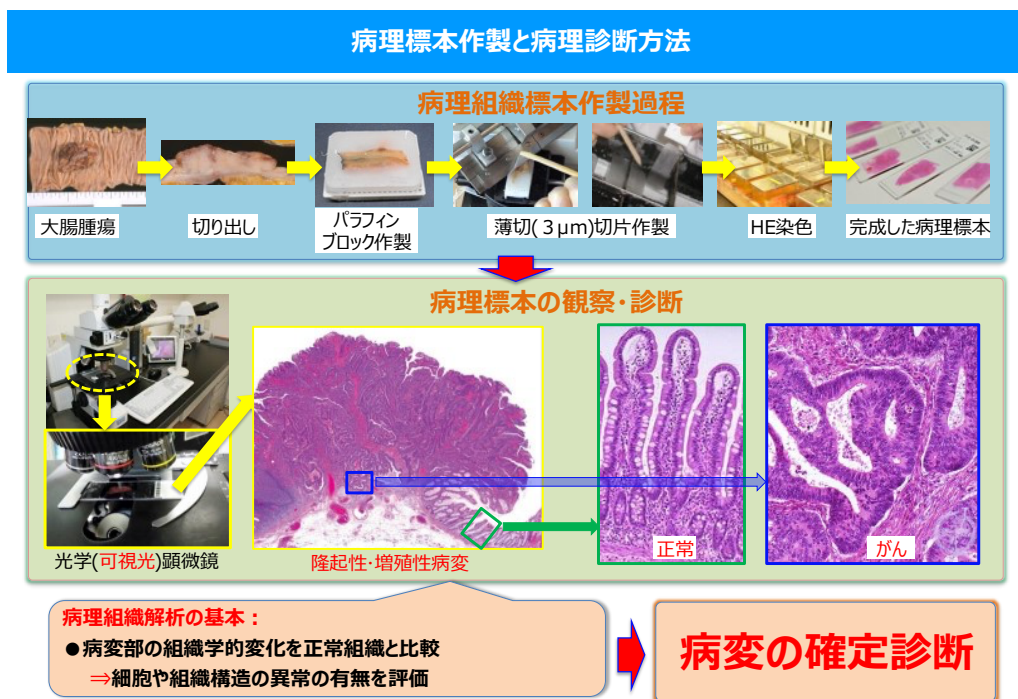 病理標本作製と病理診断方法
病理組織標本作製過程
大腸腫瘍
切り出し
パラフィン
ブロック作製
薄切(３μm)切片作製
HE染色
完成した病理標本
病理標本の観察・診断
光学(可視光)顕微鏡
隆起性・増殖性病変
正常
がん
病理組織解析の基本：
●病変部の組織学的変化を正常組織と比較
⇒細胞や組織構造の異常の有無を評価
病変の確定診断